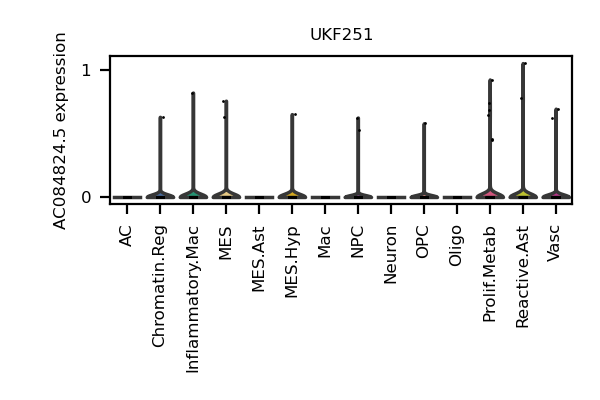 UKF251
AC084824.5 expression
1
0
AC
Chromatin.Reg
Inflammatory.Mac
MES
MES.Ast
MES.Hyp
Mac
NPC
Neuron
OPC
Oligo
Prolif.Metab
Reactive.Ast
Vasc